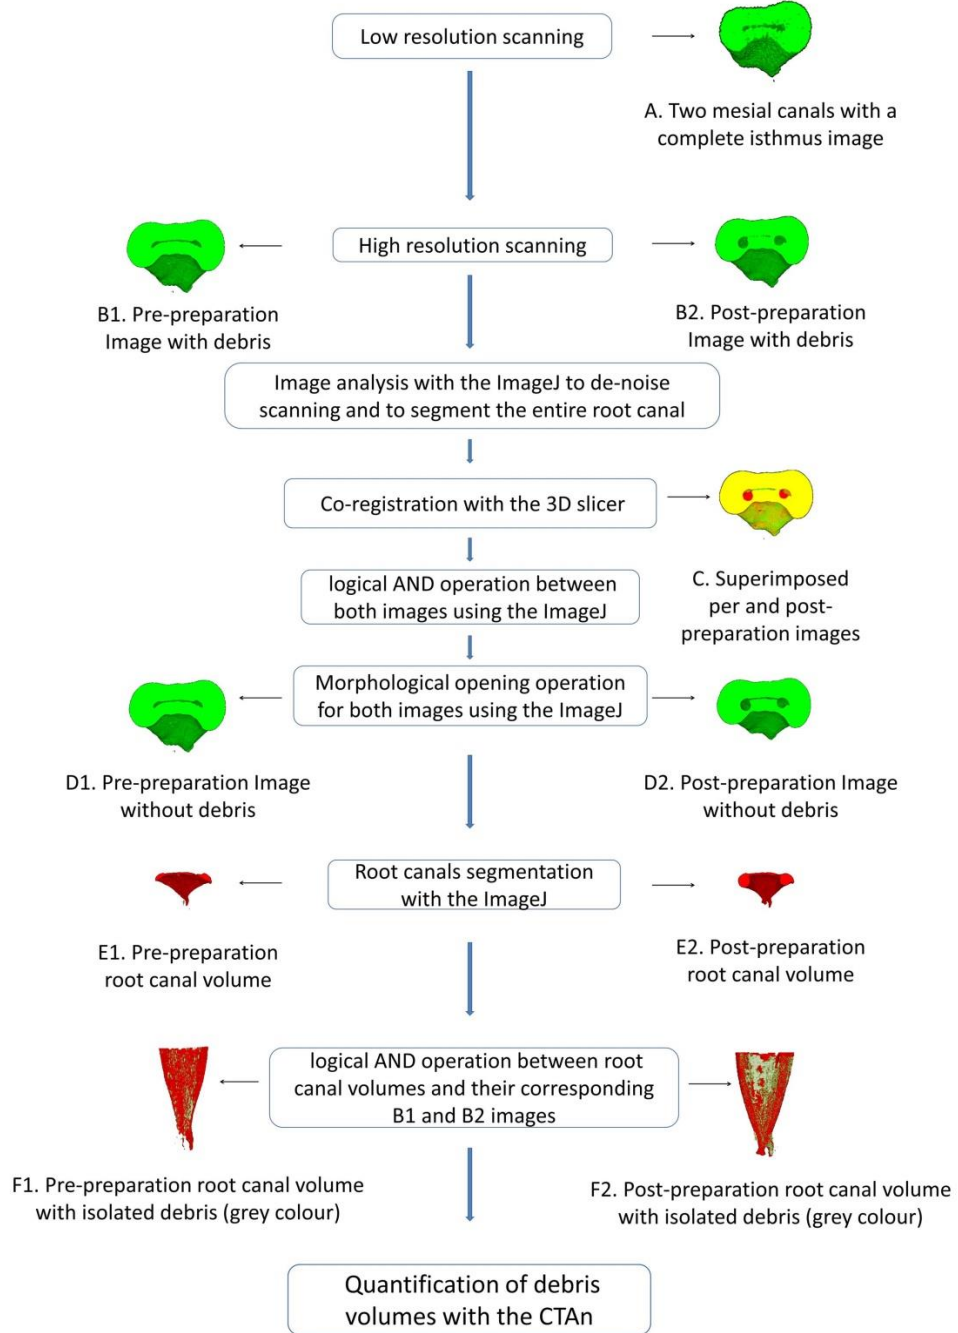 Low resolution scanning
A. Two mesial canals with a
complete isthmus image
High resolution scanning
B1. Pre-preparation
Image with debris
B2. Post-preparation
Image with debris
Image analysis with the ImageJ to de-noise
scanning and to segment the entire root canal
Co-registration with the 3D slicer
C. Superimposed
per and post-
preparation images
logical AND operation between
both images using the ImageJ
Morphological opening operation
for both images using the ImageJ
D1. Pre-preparation Image
without debris
D2. Post-preparation Image
without debris
Root canals segmentation
with the ImageJ
E1. Pre-preparation
root canal volume
E2. Post-preparation
root canal volume
logical AND operation between root
canal volumes and their corresponding
B1 and B2 images
F1. Pre-preparation root canal volume
with isolated debris (grey colour)
F2. Post-preparation root canal volume
with isolated debris (grey colour)
Quantification of debris
volumes with the CTAn